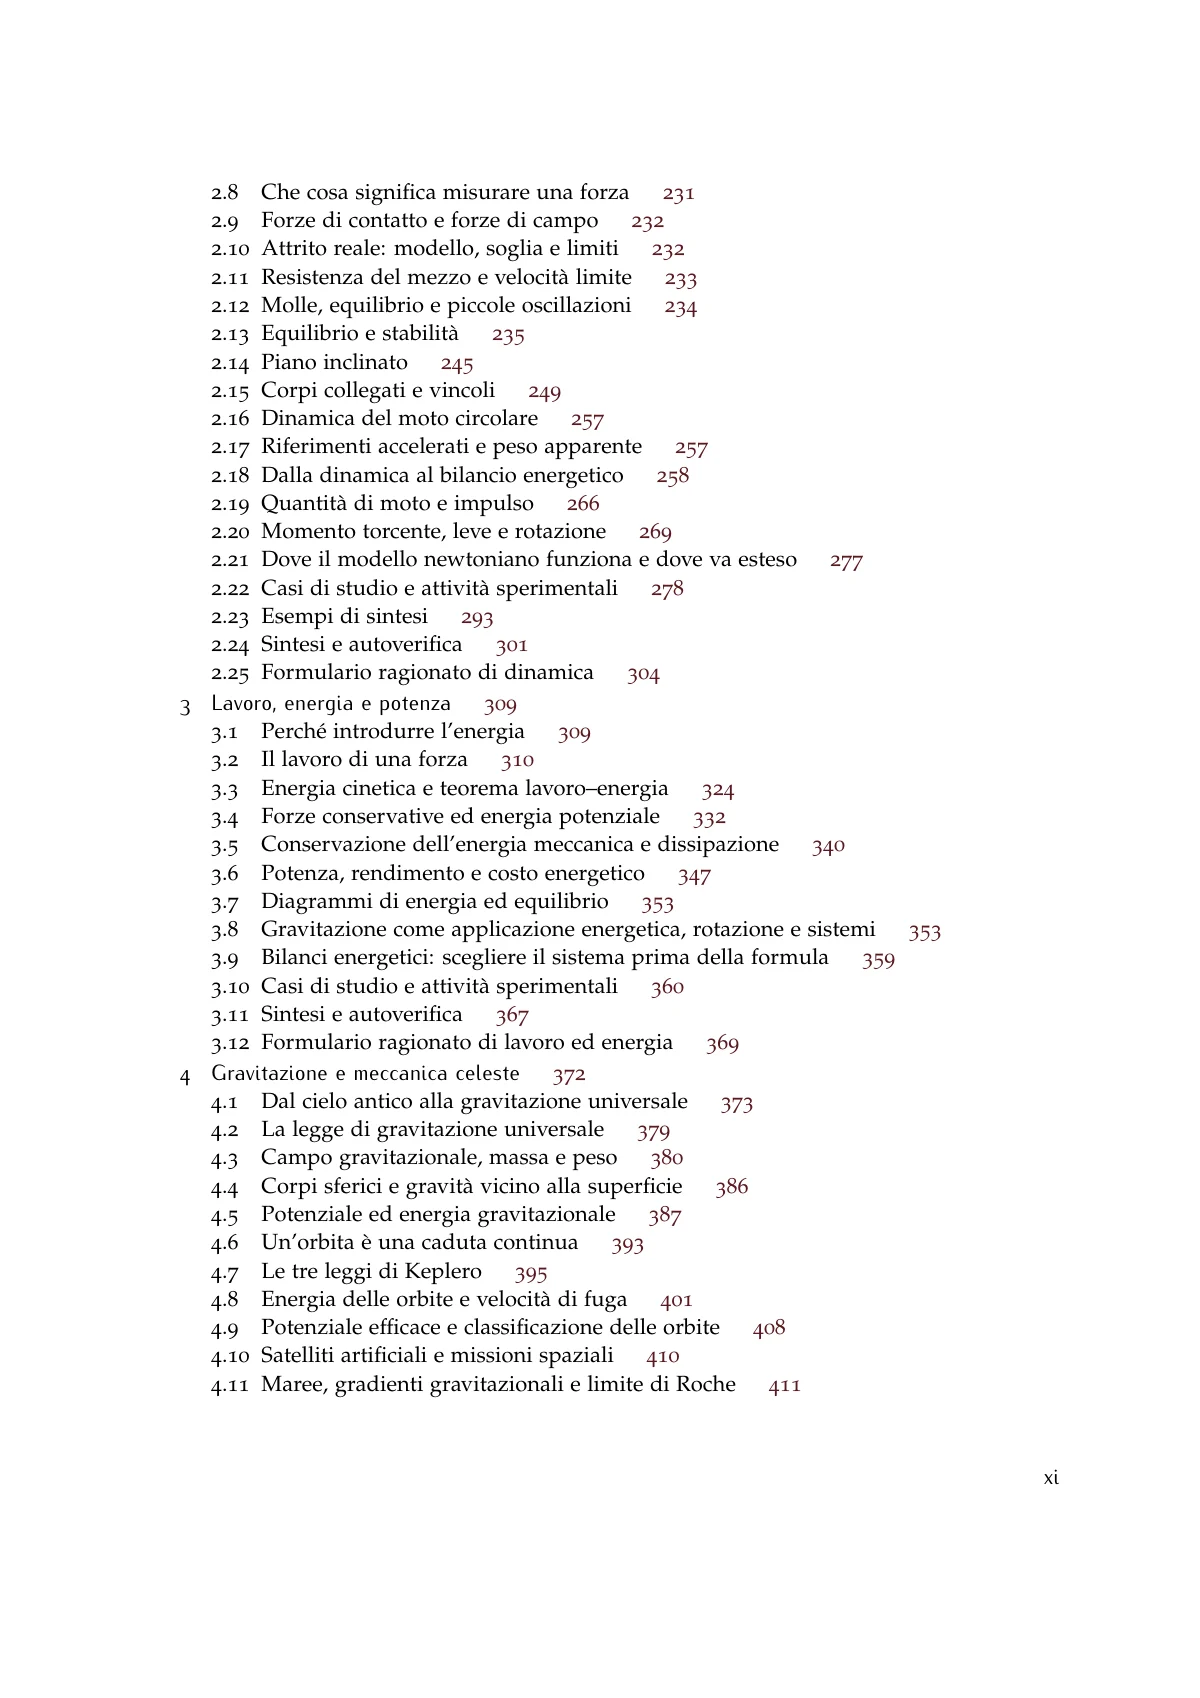 2.8 Che cosa significa misurare una forza 231
2.9 Forze di contatto e forze di campo 232
2.10 Attrito reale: modello, soglia e limiti 232
2.11 Resistenza del mezzo e velocità limite 233
2.12 Molle, equilibrio e piccole oscillazioni 234
2.13 Equilibrio e stabilità 235
2.14 Piano inclinato 245
2.15 Corpi collegati e vincoli 249
2.16 Dinamica del moto circolare 257
2.17 Riferimenti accelerati e peso apparente 257
2.18 Dalla dinamica al bilancio energetico 258
2.19 Quantità di moto e impulso 266
2.20 Momento torcente, leve e rotazione 269
2.21 Dove il modello newtoniano funziona e dove va esteso 277
2.22 Casi di studio e attività sperimentali 278
2.23 Esempi di sintesi 293
2.24 Sintesi e autoverifica 301
2.25 Formulario ragionato di dinamica 304
3 Lavoro, energia e potenza 309
3.1 Perché introdurre l'energia 309
3.2 Il lavoro di una forza 310
3.3 Energia cinetica e teorema lavoro–energia 324
3.4 Forze conservative ed energia potenziale 332
3.5 Conservazione dell'energia meccanica e dissipazione 340
3.6 Potenza, rendimento e costo energetico 347
3.7 Diagrammi di energia ed equilibrio 353
3.8 Gravitazione come applicazione energetica, rotazione e sistemi 353
3.9 Bilanci energetici: scegliere il sistema prima della formula 359
3.10 Casi di studio e attività sperimentali 360
3.11 Sintesi e autoverifica 367
3.12 Formulario ragionato di lavoro ed energia 369
4 Gravitazione e meccanica celeste 372
4.1 Dal cielo antico alla gravitazione universale 373
4.2 La legge di gravitazione universale 379
4.3 Campo gravitazionale, massa e peso 380
4.4 Corpi sferici e gravità vicino alla superficie 386
4.5 Potenziale ed energia gravitazionale 387
4.6 Un'orbita è una caduta continua 393
4.7 Le tre leggi di Keplero 395
4.8 Energia delle orbite e velocità di fuga 401
4.9 Potenziale efficace e classificazione delle orbite 408
4.10 Satelliti artificiali e missioni spaziali 410
4.11 Maree, gradienti gravitazionali e limite di Roche 411
xi